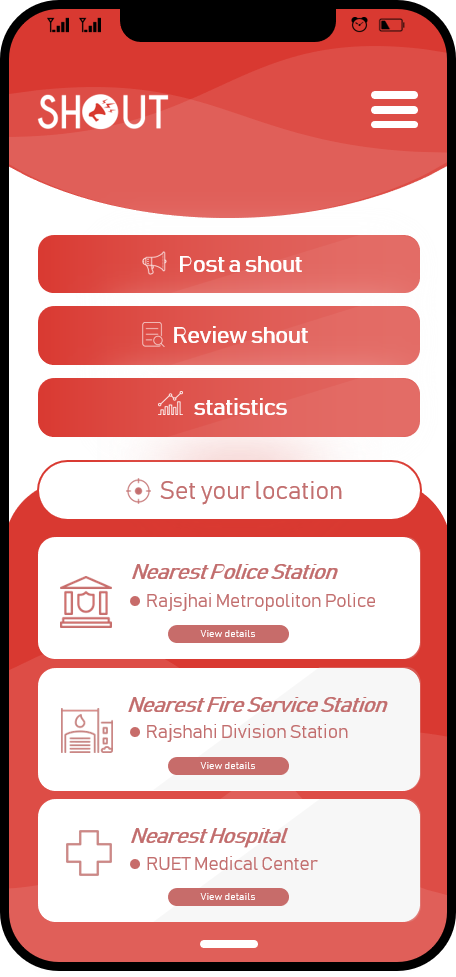 SHOUT
Post a shout
Review shout
statistics
Set your location
Nearest Police Station
Rajsjhai Metropoliton Police
View details
Nearest Fire Service Station
Rajshahi Division Station
View details
Nearest Hospital
RUET Medical Center
View details